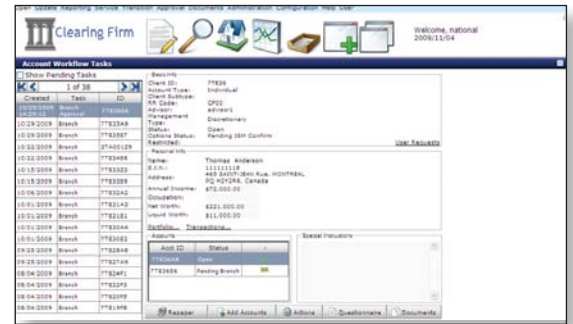 Open Update Reporting Service Transition Approval Documents Administration Configuration Help User
Clearing Firm
Welcome, national
2009/11/04
Account Workflow Tasks
Show Pending Tasks
1 of 38
Created Task ID
10/29/2009 Branch
Approval
10/29/2009 Branch
10/29/2009 Branch
10/22/2009 Branch
10/22/2009 Branch
10/15/2009 Branch
10/15/2009 Branch
10/06/2009 Branch
10/01/2009 Branch
10/01/2009 Branch
10/01/2009 Branch
10/01/2009 Branch
09/25/2009 Branch
09/25/2009 Branch
08/04/2009 Branch
08/04/2009 Branch
08/04/2009 Branch
08/04/2009 Branch
Basic Info
Client ID: 77E636
Account Type: Individual
Client Subtype:
RR Code: GF00
Advisor: advisor1
Management Type: Discretionary
Status: Open
Options Status: Pending ISM Confirm
Restricted:
User Requests
Personal Info
Name: Thomas Anderson
S.I.N.: 111111118
Address: 465 SAINT-JEAN Rue, MONTREAL,
PQ H2Y2R6, Canada
Annual Income: $72,000.00
Occupation:
Net Worth: $221,000.00
Liquid Worth: $11,000.00
Portfolio... Transactions...
Accounts
Acct ID Status
Open
77E36E6 Pending Branch
Special Instructions
Repaper Add Accounts Actions Questionnaire Documents